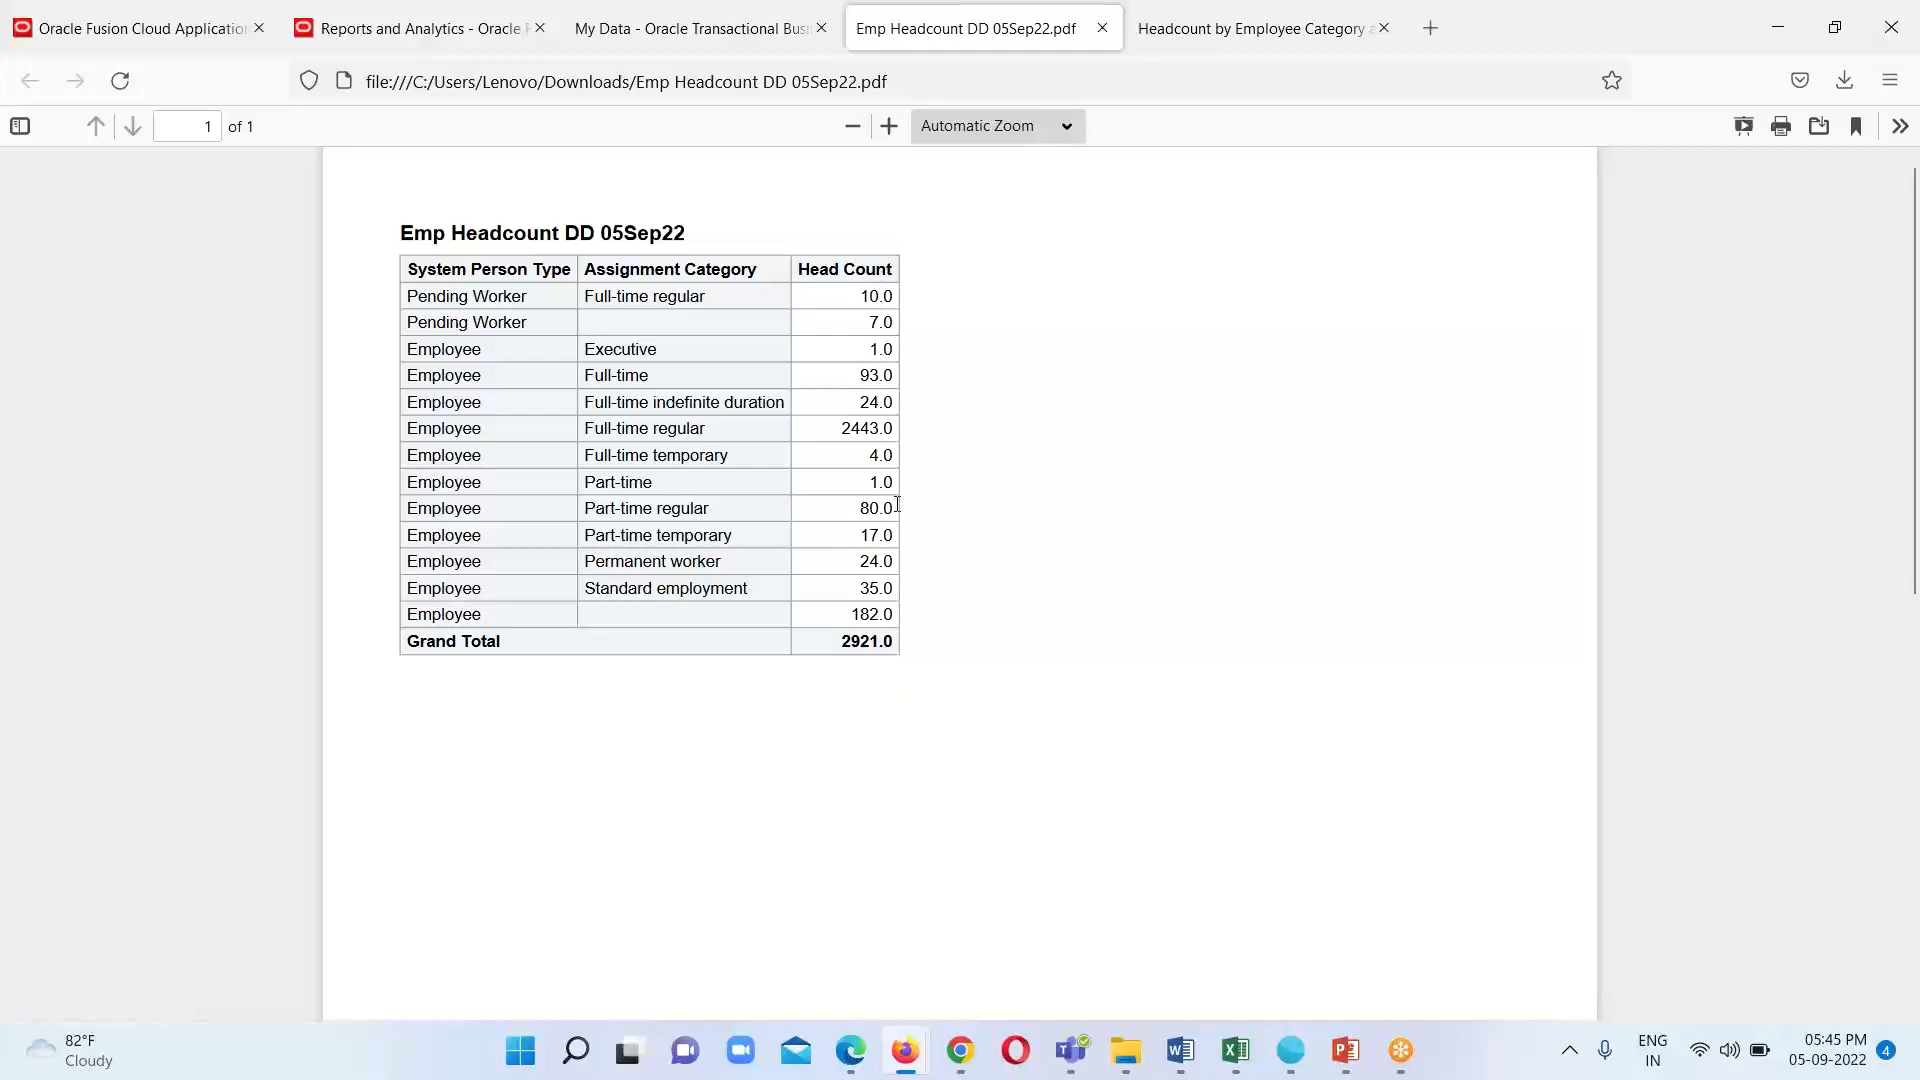 Oracle Fusion Cloud Application
Reports and Analytics - Oracle
My Data - Oracle Transactional Busi
Emp Headcount DD 05Sep22.pdf
Headcount by Employee Category a
file:///C:/Users/Lenovo/Downloads/Emp Headcount DD 05Sep22.pdf
1 of 1
Automatic Zoom
Emp Headcount DD 05Sep22
System Person Type Assignment Category Head Count
Pending Worker Full-time regular 10.0
Pending Worker 7.0
Employee Executive 1.0
Employee Full-time 93.0
Employee Full-time indefinite duration 24.0
Employee Full-time regular 2443.0
Employee Full-time temporary 4.0
Employee Part-time 1.0
Employee Part-time regular 80.0
Employee Part-time temporary 17.0
Employee Permanent worker 24.0
Employee Standard employment 35.0
Employee 182.0
Grand Total 2921.0
82°F
Cloudy
ENG
IN
05:45 PM
05-09-2022
4